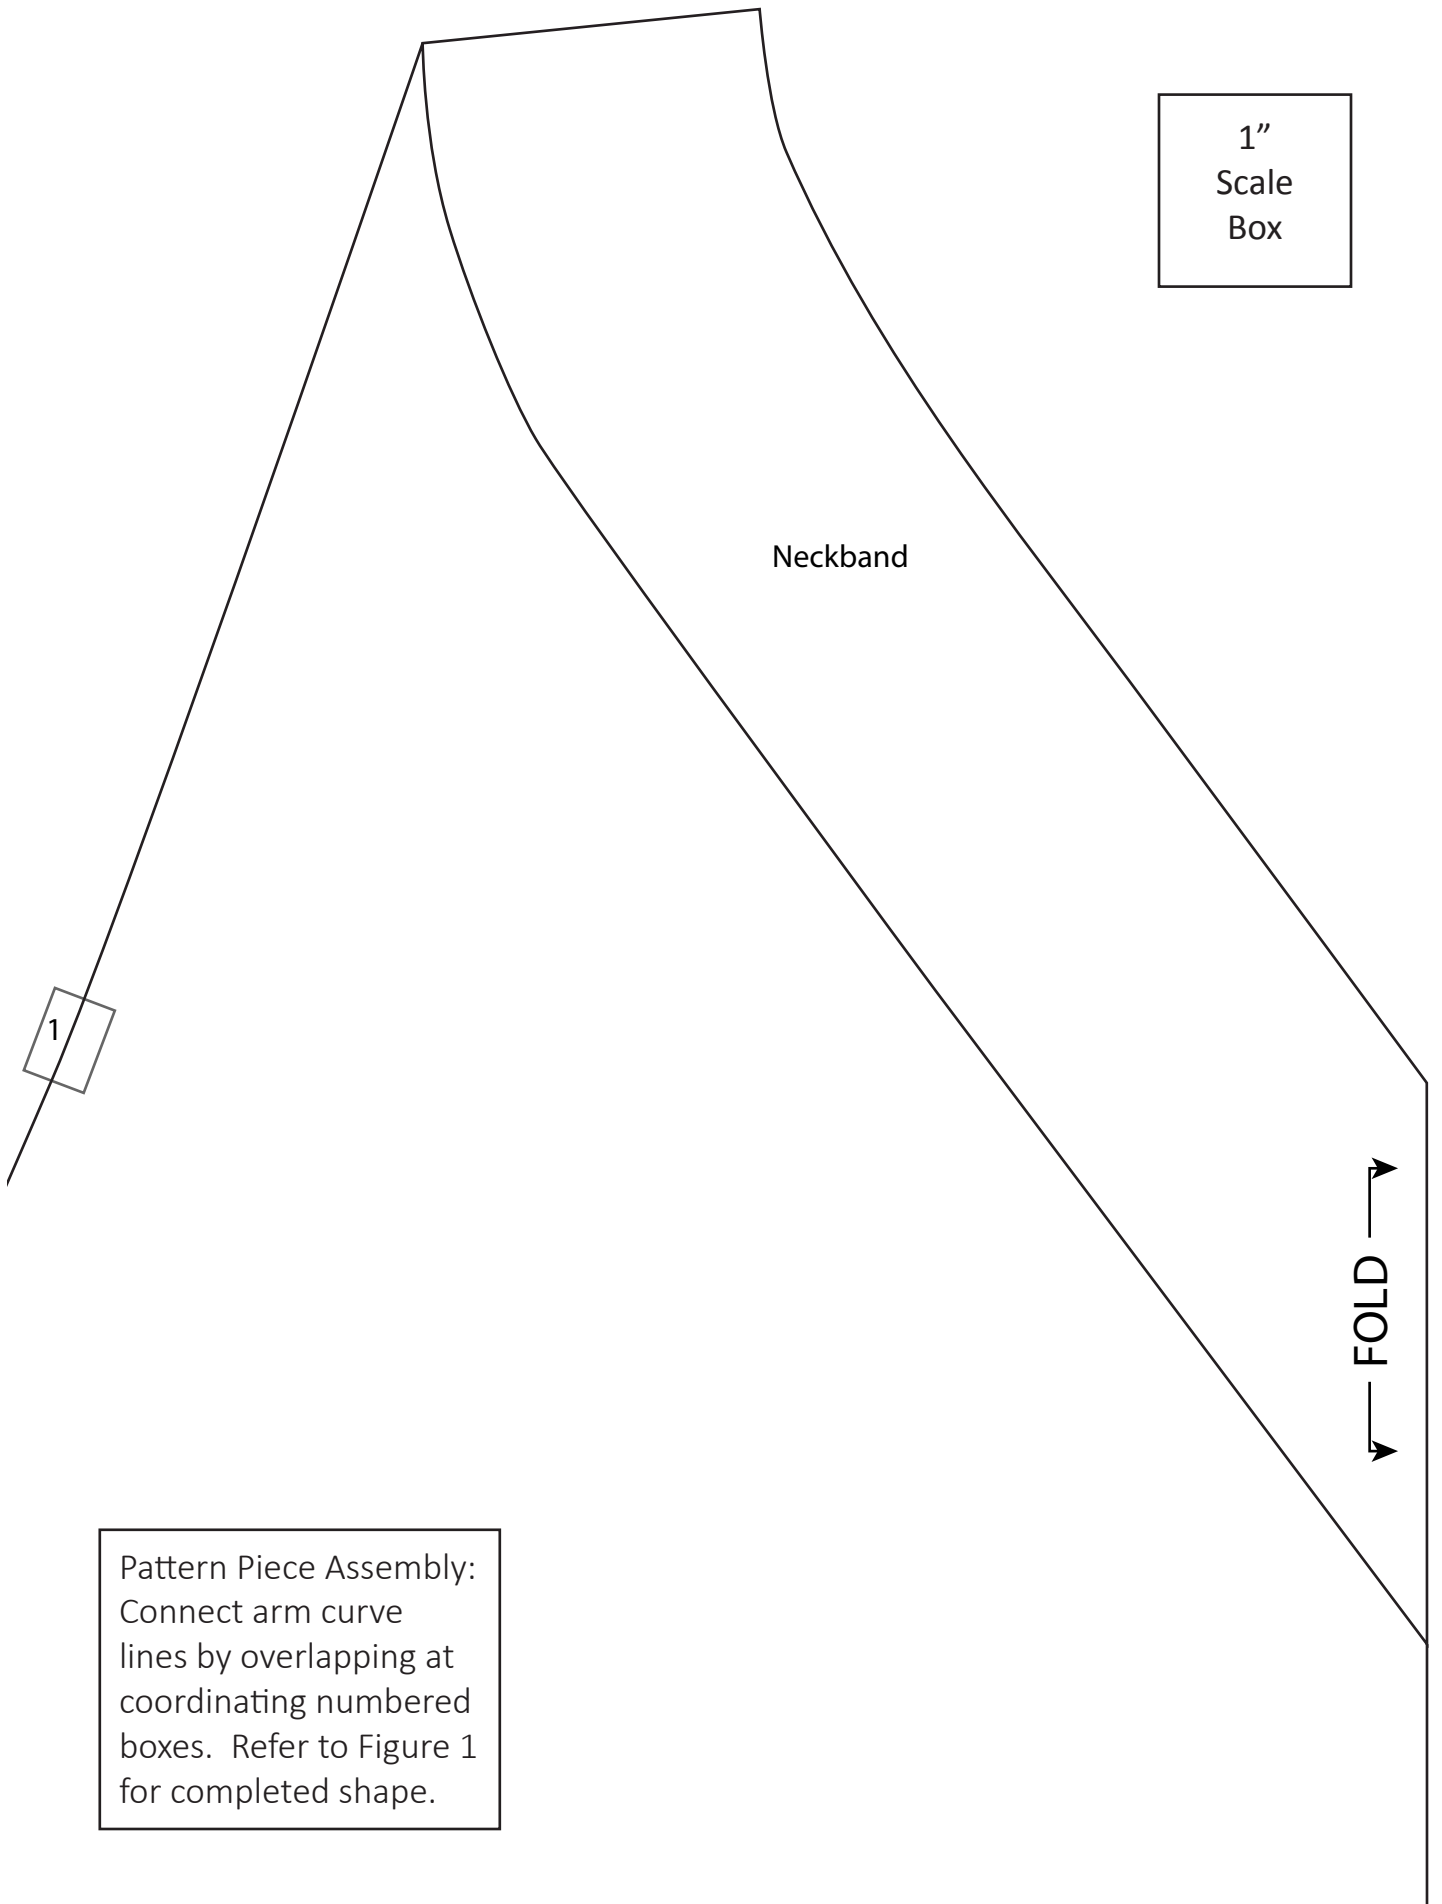 1”
Scale
Box
Neckband
1
FOLD
Pattern Piece Assembly:
Connect arm curve
lines by overlapping at
coordinating numbered
boxes.  Refer to Figure 1
for completed shape.